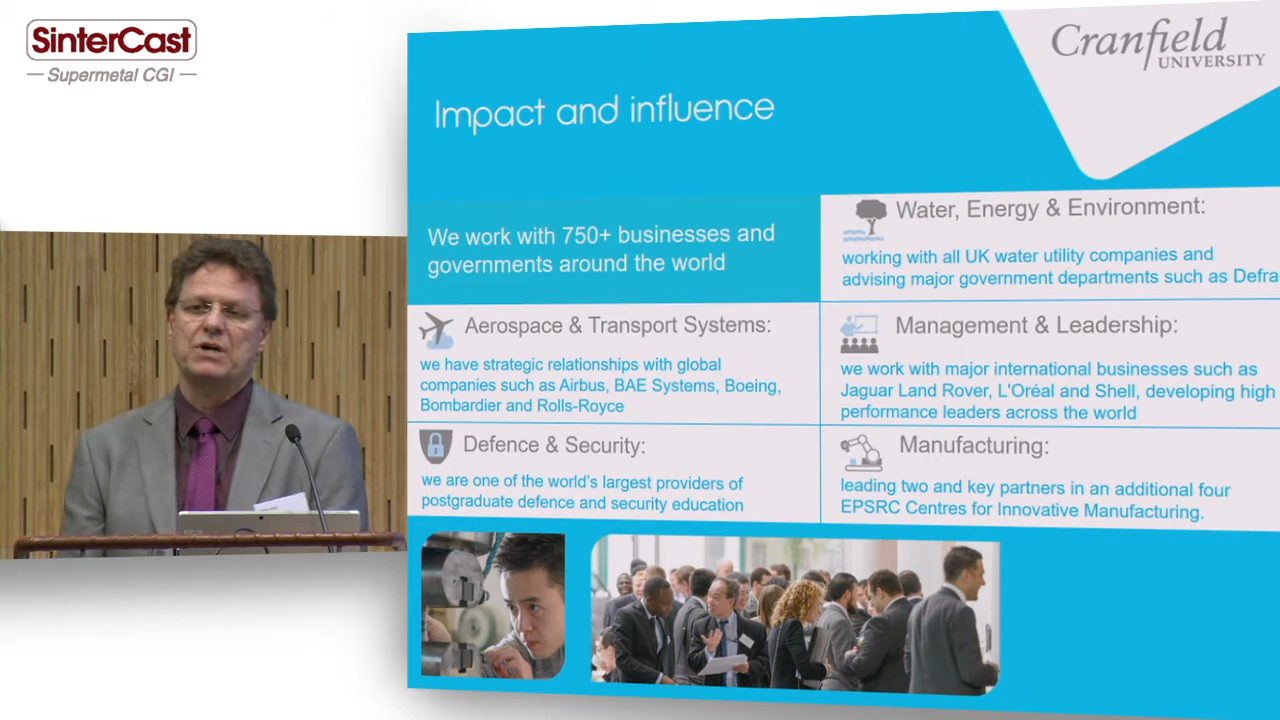 SinterCast
Supermetal CGI
Cranfield
UNIVERSITY
Impact and influence
We work with 750+ businesses and
governments around the world
Water, Energy & Environment:
working with all UK water utility companies and
advising major government departments such as Defra
Aerospace & Transport Systems:
we have strategic relationships with global
companies such as Airbus, BAE Systems, Boeing,
Bombardier and Rolls-Royce
Management & Leadership:
we work with major international businesses such as
Jaguar Land Rover, L'Oréal and Shell, developing high
performance leaders across the world
Defence & Security:
we are one of the world's largest providers of
postgraduate defence and security education
Manufacturing:
leading two and key partners in an additional four
EPSRC Centres for Innovative Manufacturing.